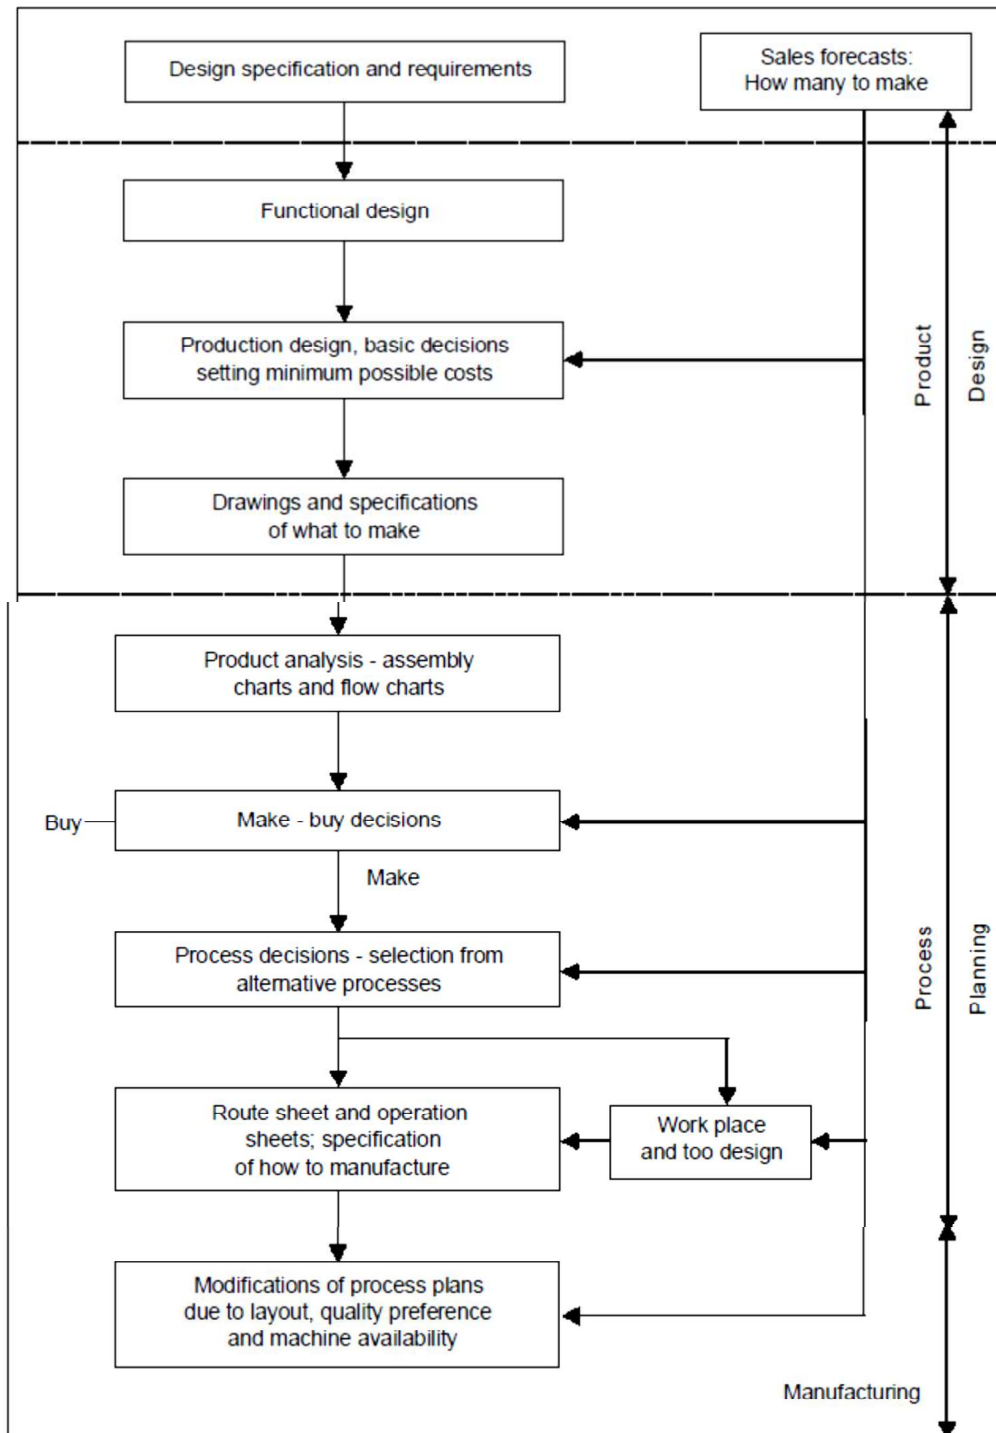 Design specification and requirements
Sales forecasts:
How many to make
Functional design
Production design, basic decisions
setting minimum possible costs
Product
Design
Drawings and specifications
of what to make
Product analysis - assembly
charts and flow charts
Buy
Make - buy decisions
Make
Process decisions - selection from
alternative processes
Process
Planning
Route sheet and operation
sheets; specification
of how to manufacture
Work place
and too design
Modifications of process plans
due to layout, quality preference
and machine availability
Manufacturing